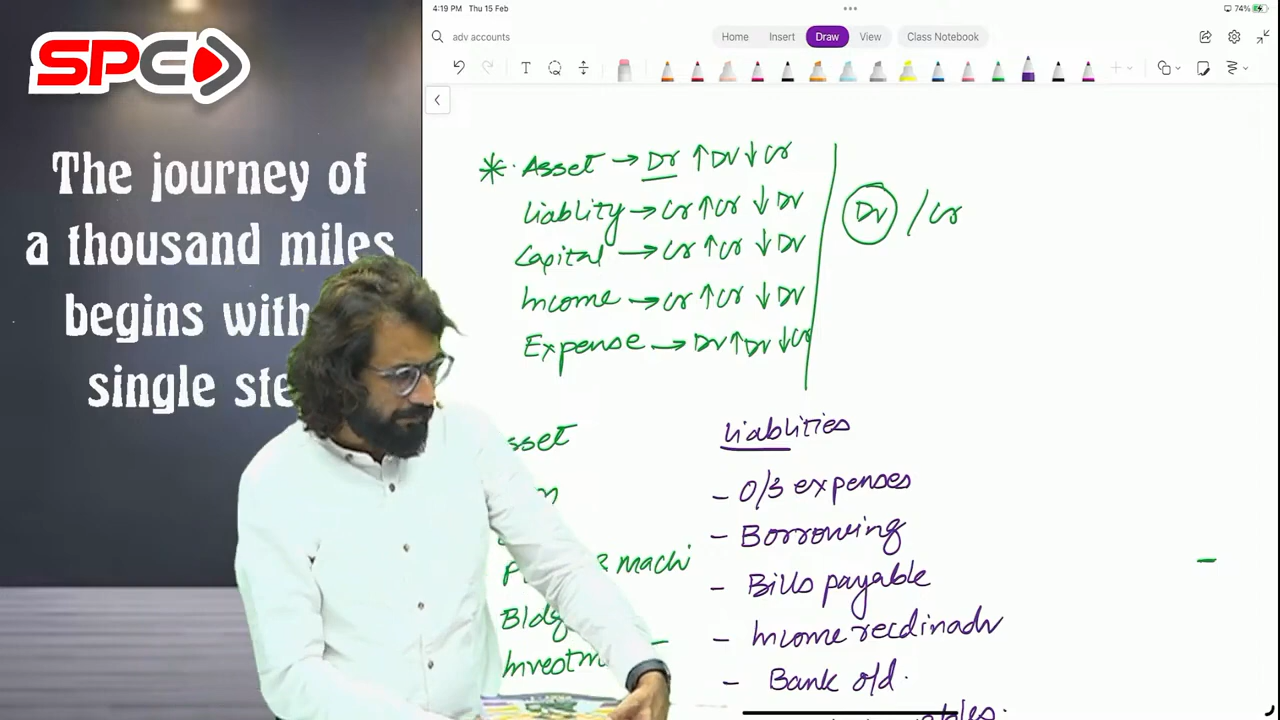 4:19 PM Thu 15 Feb
74%
adv accounts
Home Insert Draw View Class Notebook
SPE
The journey of
a thousand miles
begins with
single ste
* Asset → Dr ↑ Dr ↓ Cr
Liablity → Cr ↑ Cr ↓ Dr
Capital → Cr ↑ Cr ↓ Dr
Income → Cr ↑ Cr ↓ Dr
Expense → Dr ↑ Dr ↓ Cr
Dr / Cr
sset
machi
Bldg
Investm
Liablities
- O/s expenses
- Borrowing
- Bills payable
- Income recdinadv
- Bank o/d.